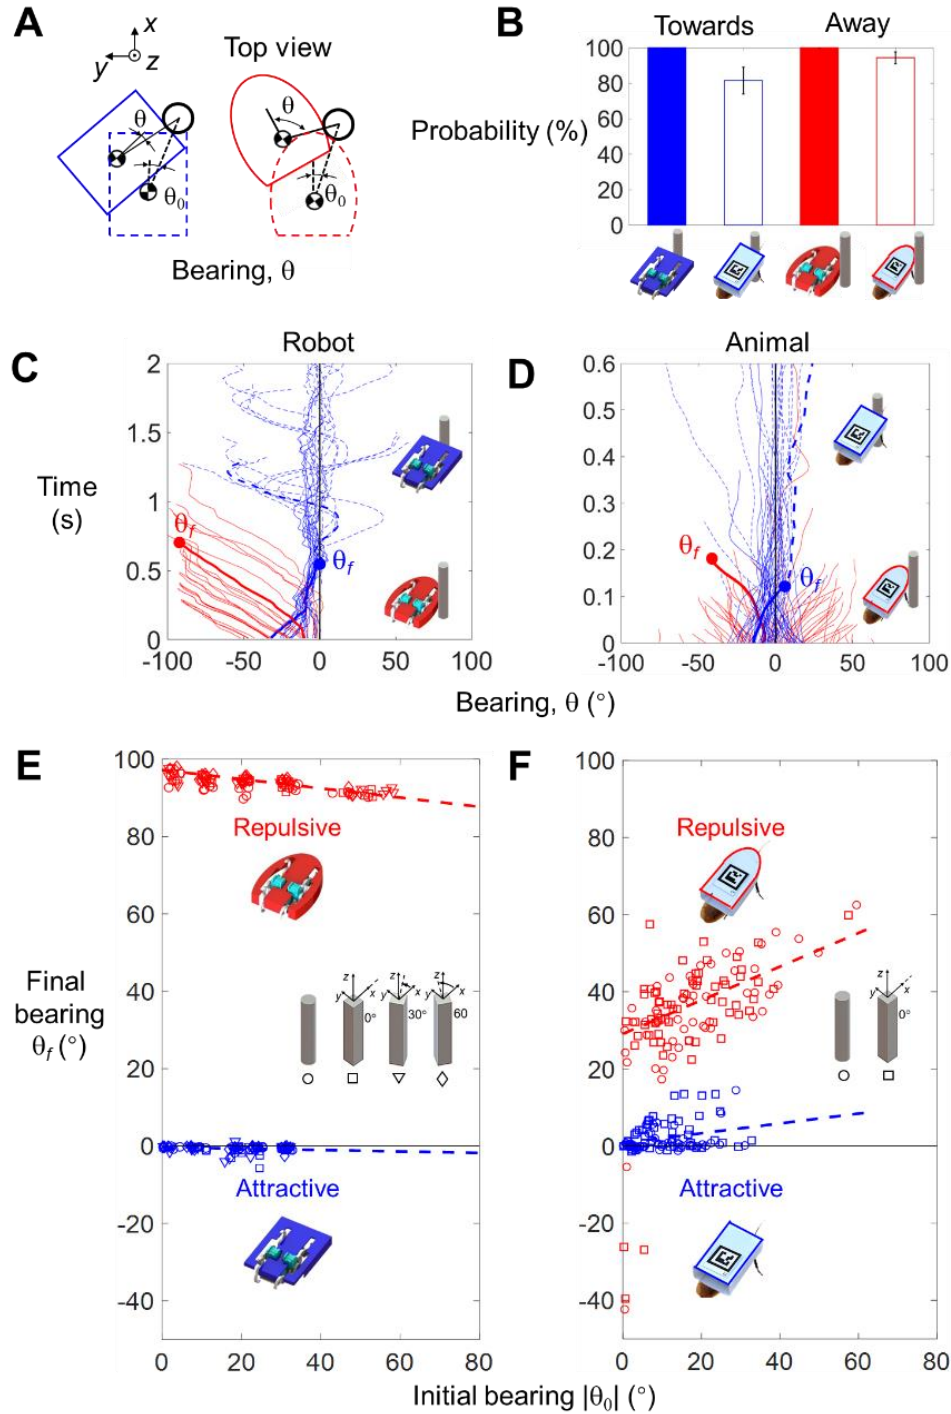 A
x
y
z
Top view
θ
θ
θ₀
θ₀
Bearing, θ
B
Towards Away
Probability (%)
100
80
60
40
20
0
C
Robot
Time
(s)
2
1.5
1
0.5
0
θf
θf
-100 -50 0 50 100
D
Animal
0.6
0.5
0.4
0.3
0.2
0.1
0
θf
θf
-100 -50 0 50 100
Bearing, θ (°)
E
100
80
60
40
20
0
-20
-40
Repulsive
Final
bearing
θf (°)
z
y x
0°
z
y x
30°
z
y x
60
Attractive
0 20 40 60 80
F
100
80
60
40
20
0
-20
-40
Repulsive
z
y x
0°
Attractive
0 20 40 60 80
Initial bearing |θ₀| (°)